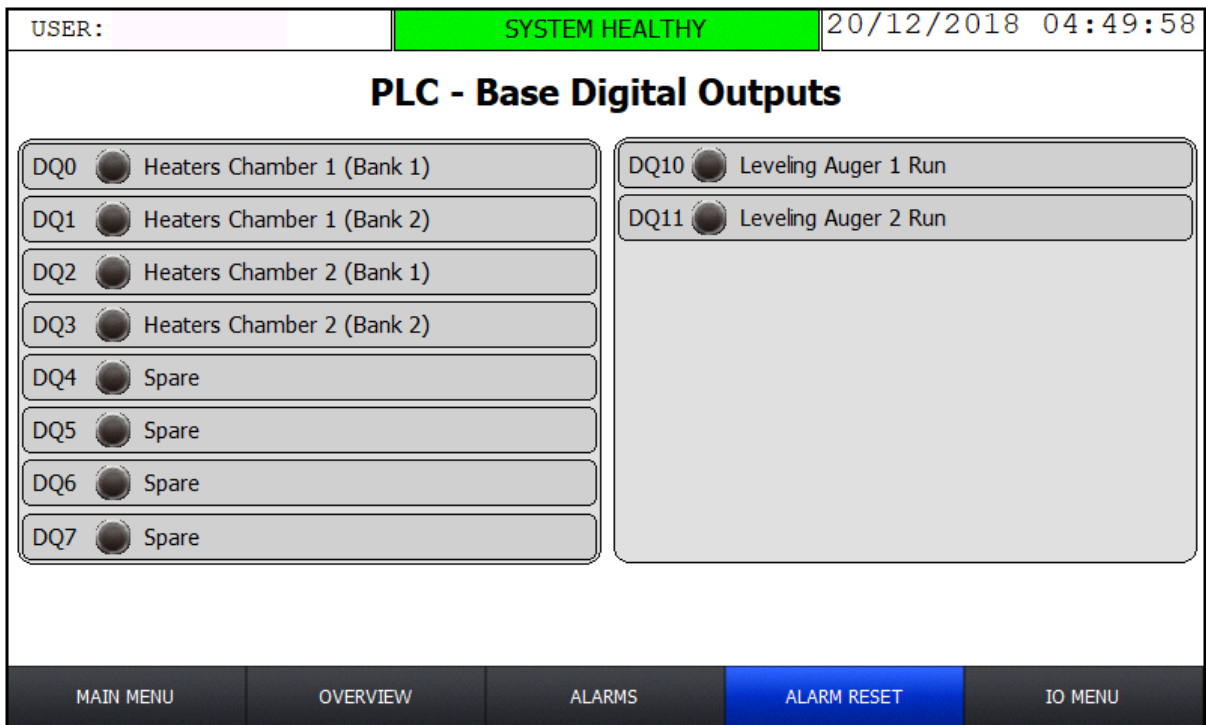 USER:
SYSTEM HEALTHY
20/12/2018 04:49:58
PLC - Base Digital Outputs
DQ0 Heaters Chamber 1 (Bank 1)
DQ1 Heaters Chamber 1 (Bank 2)
DQ2 Heaters Chamber 2 (Bank 1)
DQ3 Heaters Chamber 2 (Bank 2)
DQ4 Spare
DQ5 Spare
DQ6 Spare
DQ7 Spare
DQ10 Leveling Auger 1 Run
DQ11 Leveling Auger 2 Run
MAIN MENU
OVERVIEW
ALARMS
ALARM RESET
IO MENU